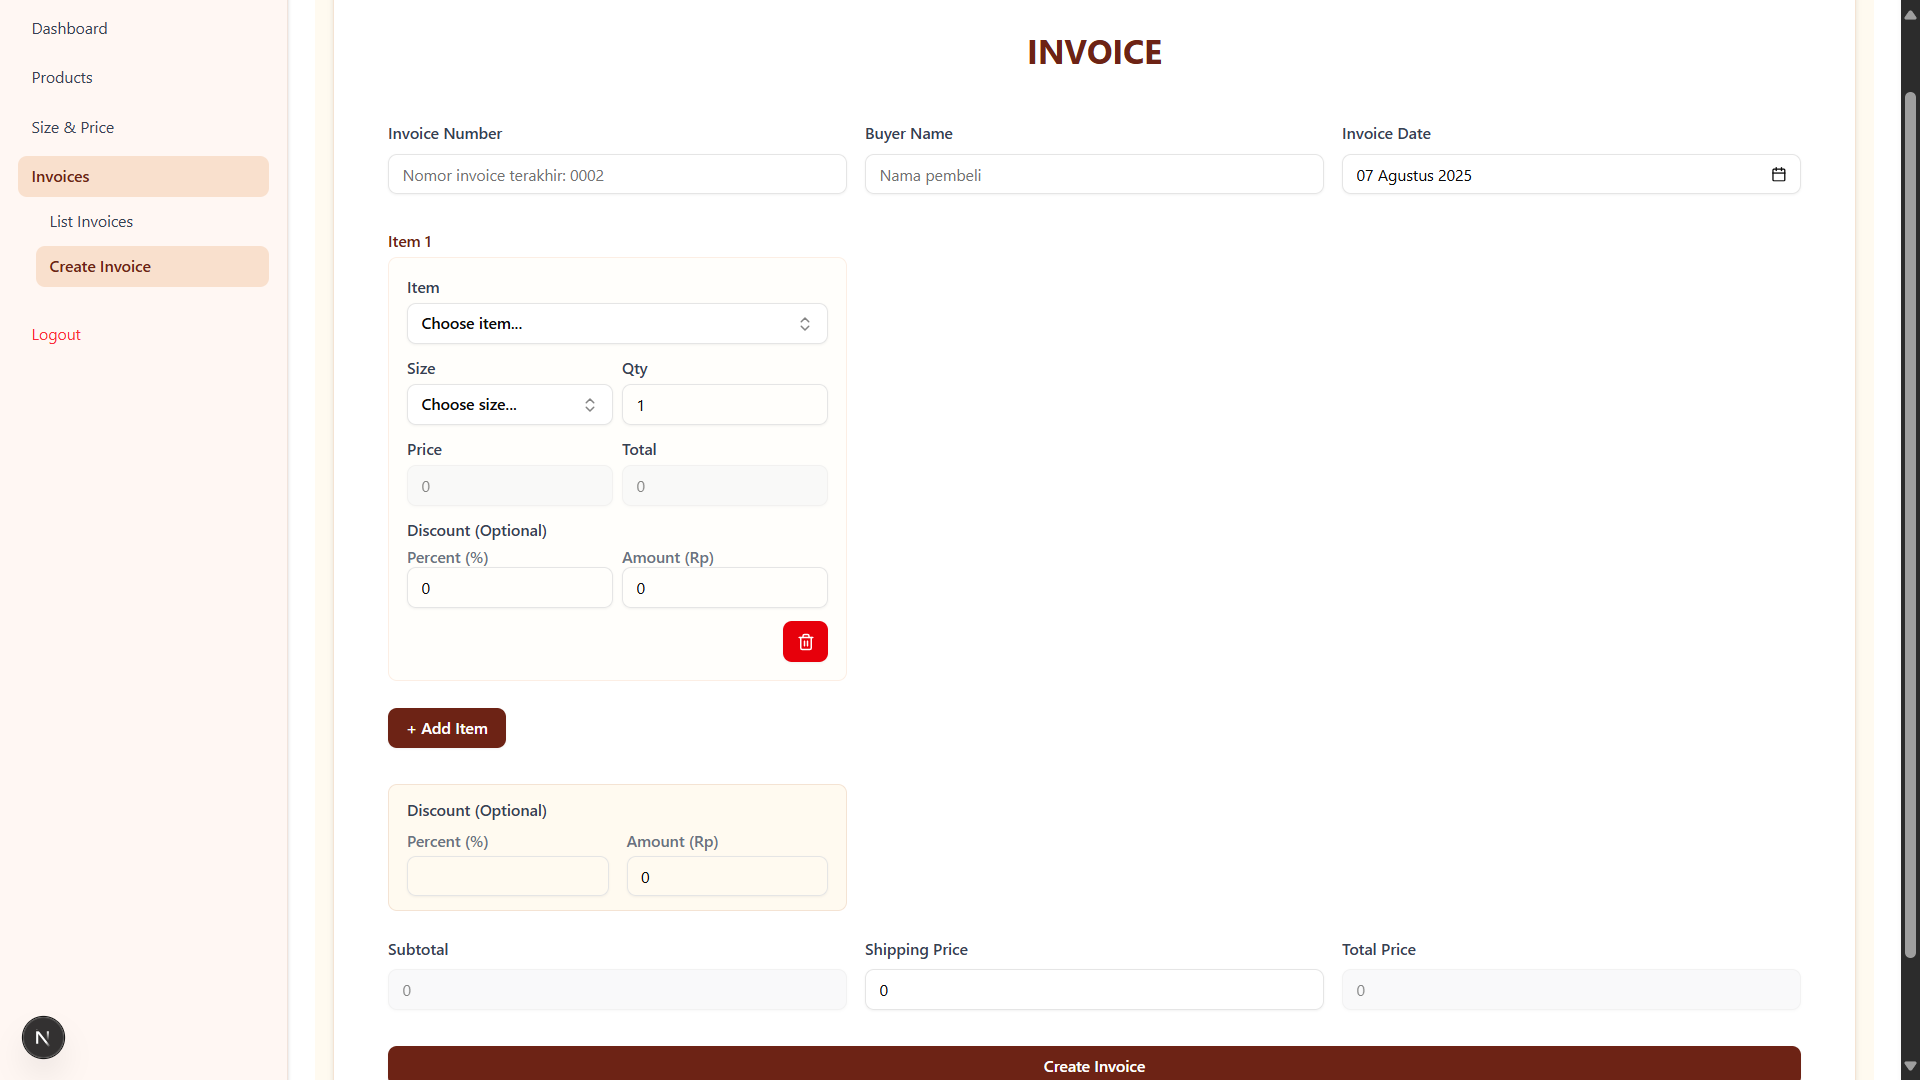 Dashboard
Products
Size & Price
Invoices
List Invoices
Create Invoice
Logout
N
INVOICE
Invoice Number
Nomor invoice terakhir: 0002
Buyer Name
Nama pembeli
Invoice Date
07 Agustus 2025
Item 1
Item
Choose item...
Size
Choose size...
Qty
1
Price
0
Total
0
Discount (Optional)
Percent (%)
0
Amount (Rp)
0
+ Add Item
Discount (Optional)
Percent (%)
Amount (Rp)
0
Subtotal
0
Shipping Price
0
Total Price
0
Create Invoice